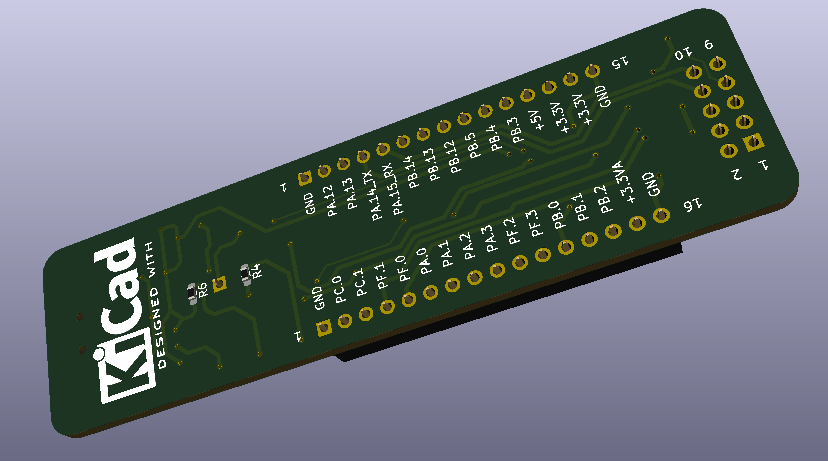 KiCad
DESIGNED WITH
R6
R4
1
GND
PA.12
PA.13
PA.14_TX
PA.15_RX
PB.14
PB.13
PB.12
PB.5
PB.4
PB.3
+5V
+3.3V
+3.3V
GND
15
10
9
2
1
1
GND
PC.0
PC.1
PF.1
PF.0
PA.0
PA.1
PA.2
PA.3
PF.2
PF.3
PB.0
PB.1
PB.2
+3.3VA
GND
16